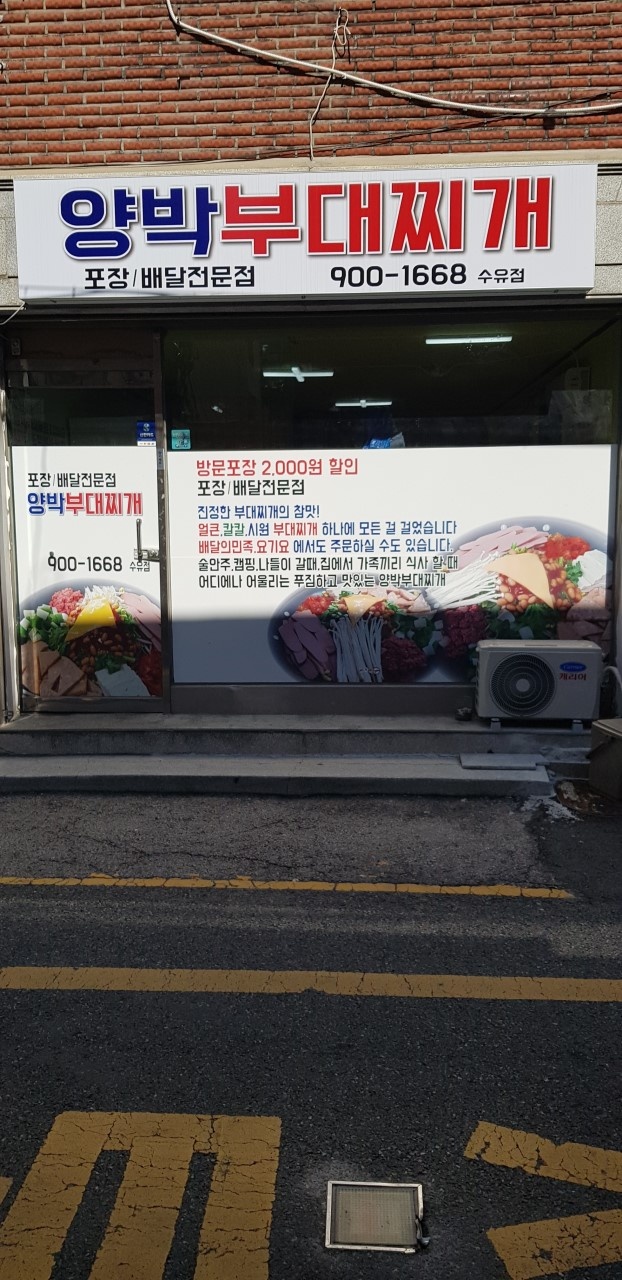 양박부대찌개
포장/배달전문점 900-1668 수유점
방문포장 2,000원 할인
포장/배달전문점
진정한 부대찌개의 참맛!
얼큰,칼칼,시원 부대찌개 하나에 모든 걸 걸었습니다
배달의민족,요기요 에서도 주문하실 수도 있습니다.
술안주,캠핑,나들이 갈때,집에서 가족끼리 식사 할 때
어디에나 어울리는 푸짐하고 맛있는 양박부대찌개
포장/배달전문점
양박부대찌개
900-1668 수유점
캐리어